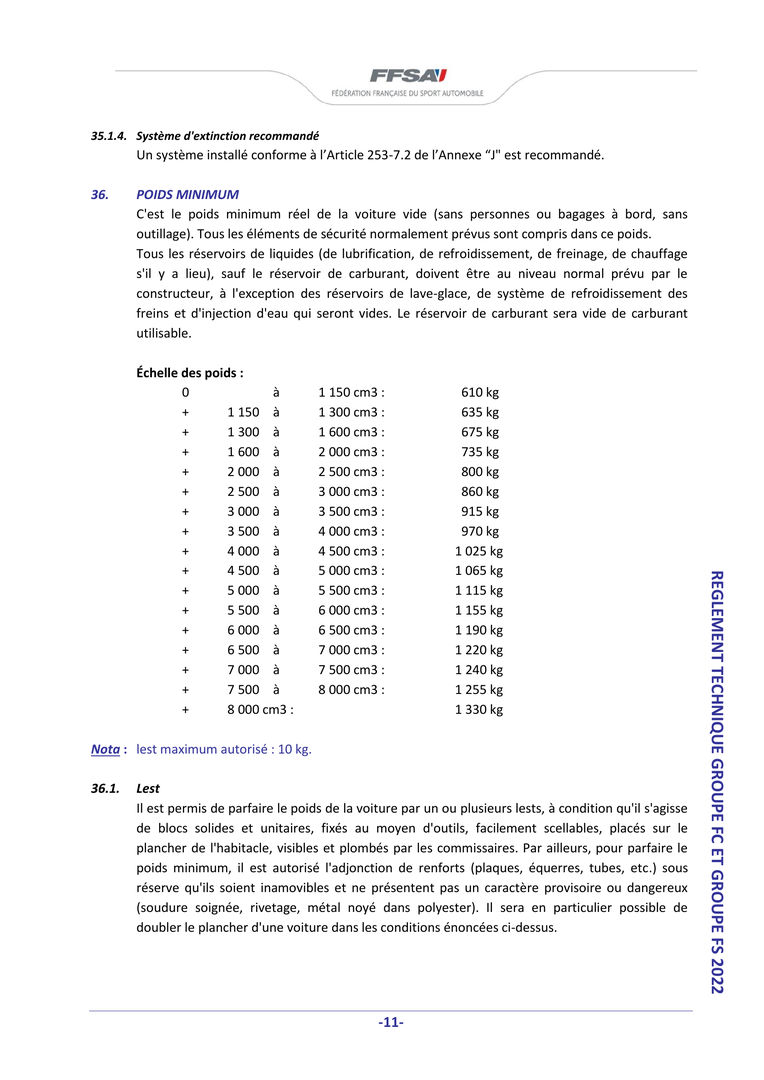 FFSA
FÉDÉRATION FRANÇAISE DU SPORT AUTOMOBILE
35.1.4. Système d'extinction recommandé
Un système installé conforme à l’Article 253-7.2 de l’Annexe “J" est recommandé.
36. POIDS MINIMUM
C'est le poids minimum réel de la voiture vide (sans personnes ou bagages à bord, sans
outillage). Tous les éléments de sécurité normalement prévus sont compris dans ce poids.
Tous les réservoirs de liquides (de lubrification, de refroidissement, de freinage, de chauffage
s'il y a lieu), sauf le réservoir de carburant, doivent être au niveau normal prévu par le
constructeur, à l'exception des réservoirs de lave-glace, de système de refroidissement des
freins et d'injection d'eau qui seront vides. Le réservoir de carburant sera vide de carburant
utilisable.
Échelle des poids :
0 à 1 150 cm3 : 610 kg
+ 1 150 à 1 300 cm3 : 635 kg
+ 1 300 à 1 600 cm3 : 675 kg
+ 1 600 à 2 000 cm3 : 735 kg
+ 2 000 à 2 500 cm3 : 800 kg
+ 2 500 à 3 000 cm3 : 860 kg
+ 3 000 à 3 500 cm3 : 915 kg
+ 3 500 à 4 000 cm3 : 970 kg
+ 4 000 à 4 500 cm3 : 1 025 kg
+ 4 500 à 5 000 cm3 : 1 065 kg
+ 5 000 à 5 500 cm3 : 1 115 kg
+ 5 500 à 6 000 cm3 : 1 155 kg
+ 6 000 à 6 500 cm3 : 1 190 kg
+ 6 500 à 7 000 cm3 : 1 220 kg
+ 7 000 à 7 500 cm3 : 1 240 kg
+ 7 500 à 8 000 cm3 : 1 255 kg
+ 8 000 cm3 : 1 330 kg
Nota : lest maximum autorisé : 10 kg.
36.1. Lest
Il est permis de parfaire le poids de la voiture par un ou plusieurs lests, à condition qu'il s'agisse
de blocs solides et unitaires, fixés au moyen d'outils, facilement scellables, placés sur le
plancher de l'habitacle, visibles et plombés par les commissaires. Par ailleurs, pour parfaire le
poids minimum, il est autorisé l'adjonction de renforts (plaques, équerres, tubes, etc.) sous
réserve qu'ils soient inamovibles et ne présentent pas un caractère provisoire ou dangereux
(soudure soignée, rivetage, métal noyé dans polyester). Il sera en particulier possible de
doubler le plancher d'une voiture dans les conditions énoncées ci-dessus.
REGLEMENT TECHNIQUE GROUPE FC ET GROUPE FS 2022
-11-